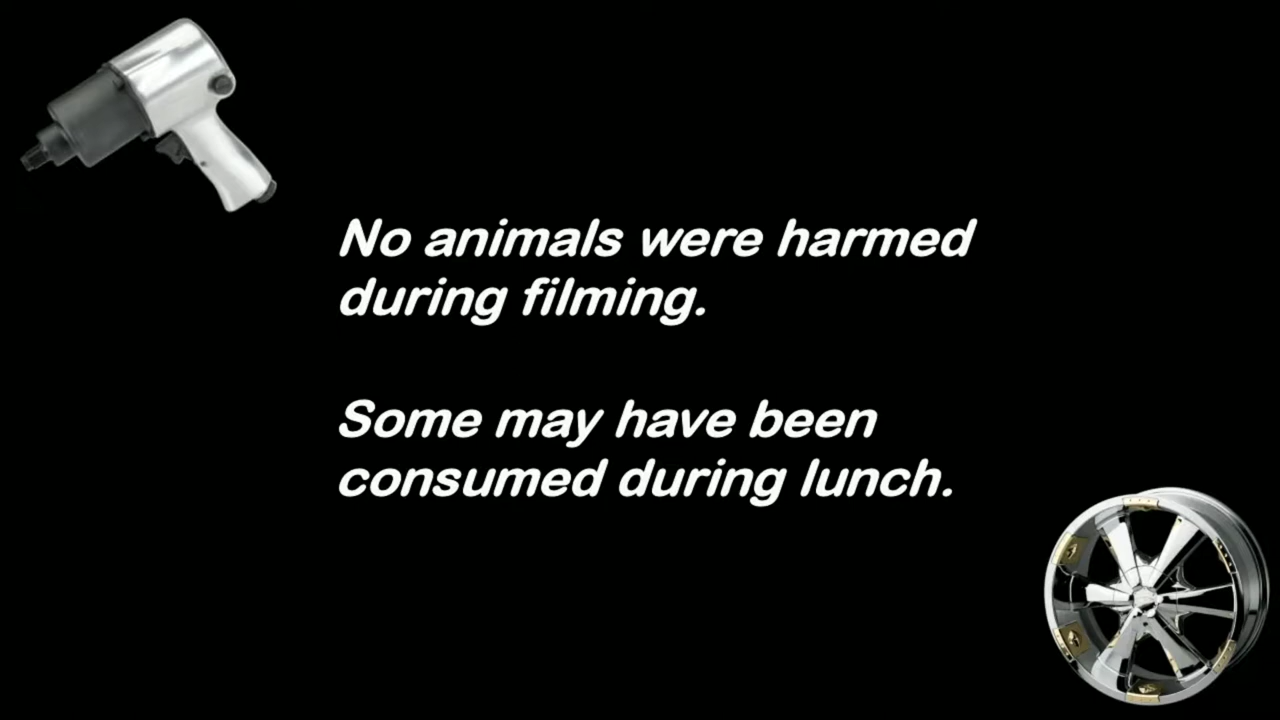 No animals were harmed
during filming.
Some may have been
consumed during lunch.